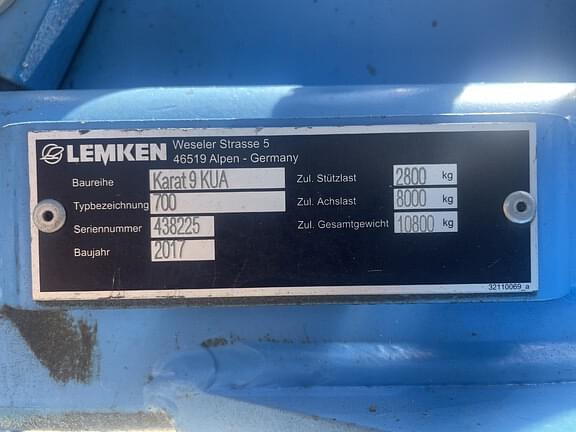 LEMKEN
Weseler Strasse 5
46519 Alpen - Germany
Baureihe Karat 9 KUA
Typbezeichnung 700
Seriennummer 438225
Baujahr 2017
Zul. Stützlast 2800 kg
Zul. Achslast 8000 kg
Zul. Gesamtgewicht 10800 kg
32110069_a